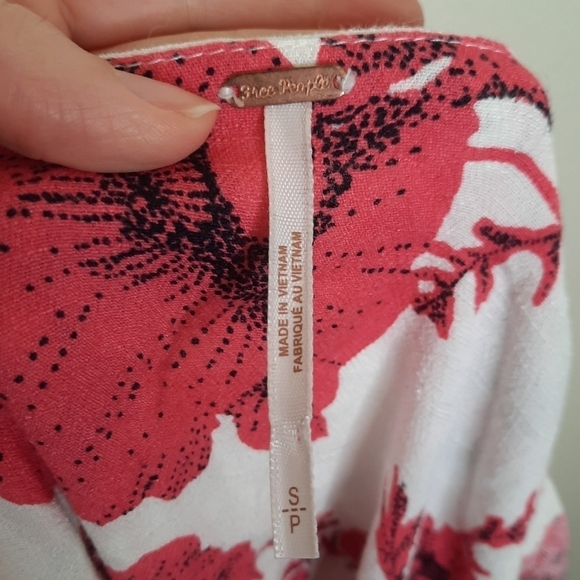 Free People
MADE IN VIETNAM
FABRIQUÉ AU VIETNAM
S
P